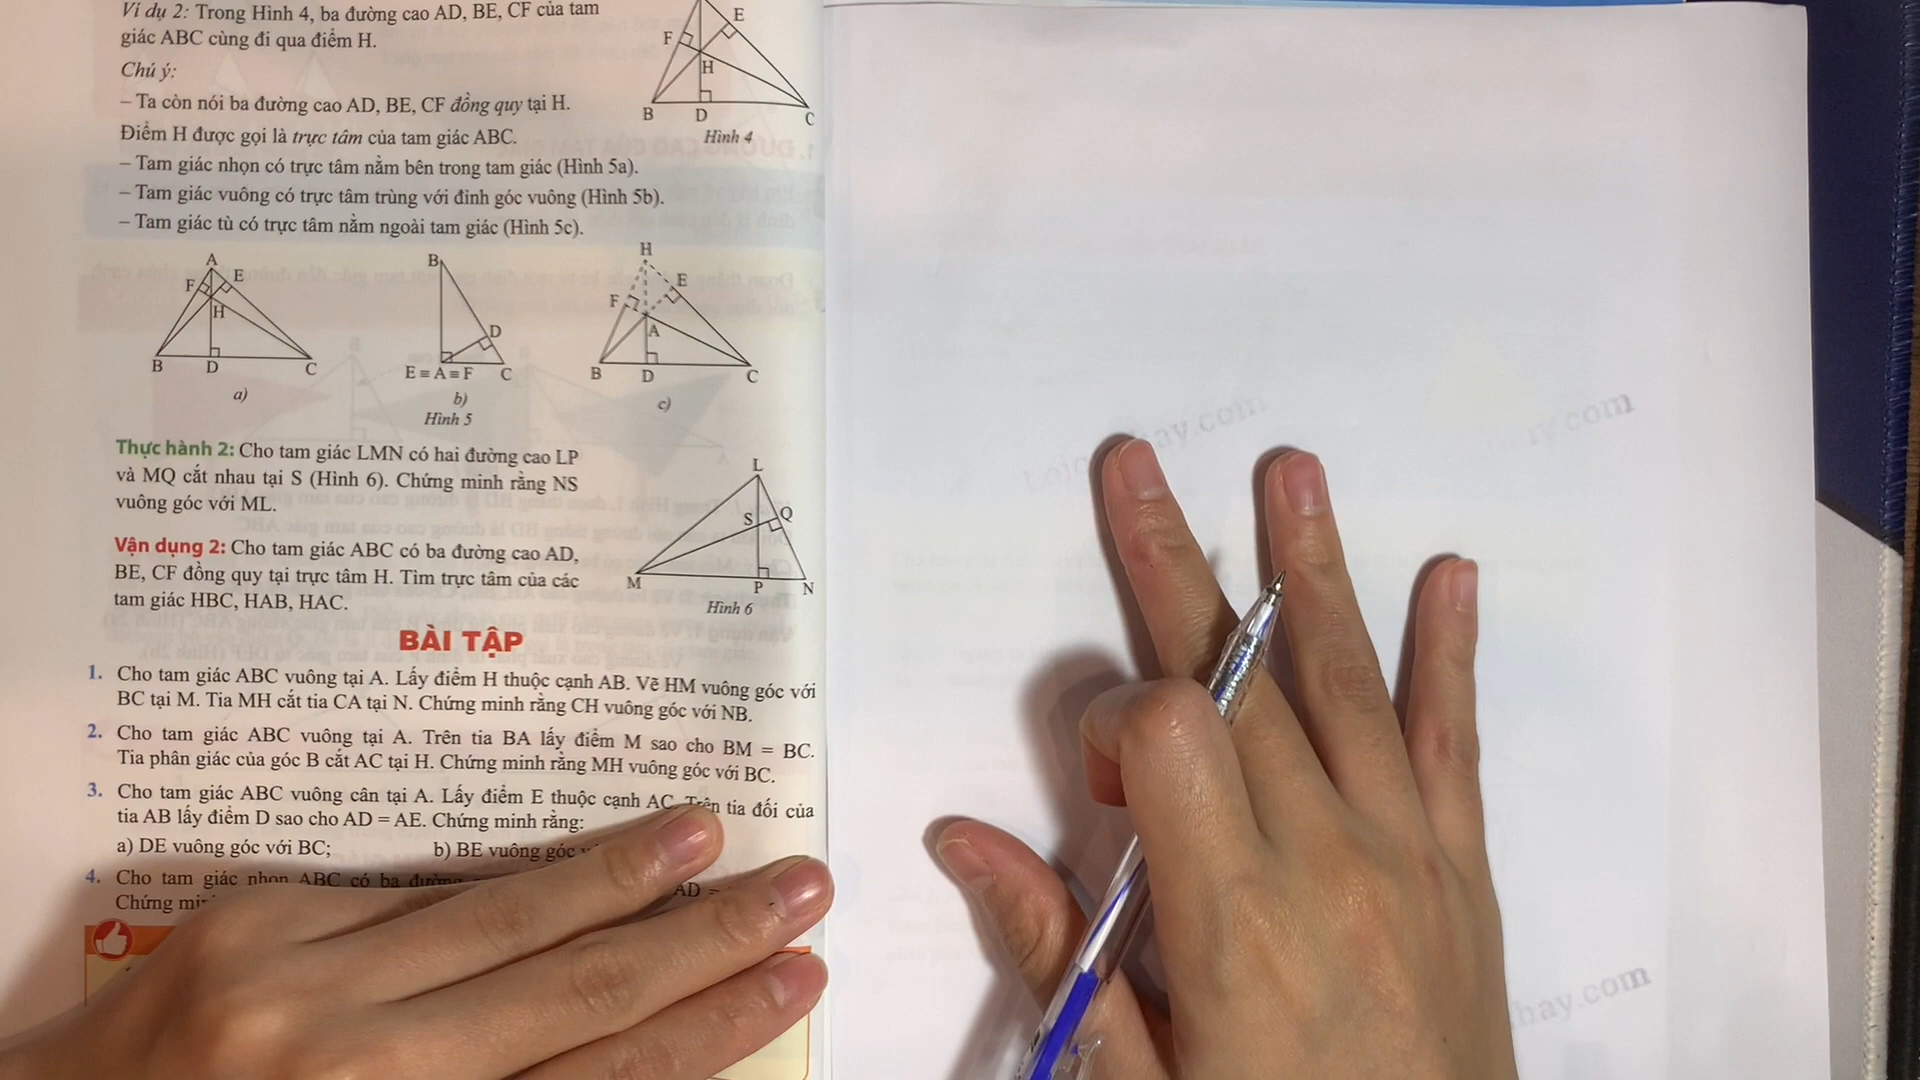 Ví dụ 2: Trong Hình 4, ba đường cao AD, BE, CF của tam
giác ABC cùng đi qua điểm H.
Chú ý:
– Ta còn nói ba đường cao AD, BE, CF đồng quy tại H.
Điểm H được gọi là trực tâm của tam giác ABC.
– Tam giác nhọn có trực tâm nằm bên trong tam giác (Hình 5a).
– Tam giác vuông có trực tâm trùng với đỉnh góc vuông (Hình 5b).
– Tam giác tù có trực tâm nằm ngoài tam giác (Hình 5c).
E
F
H
B D C
Hình 4
A
F E
H
B D C
a)
B
D
E ≡ A ≡ F C
b)
Hình 5
H
E
F
A
B D C
c)
Thực hành 2: Cho tam giác LMN có hai đường cao LP
và MQ cắt nhau tại S (Hình 6). Chứng minh rằng NS
vuông góc với ML.
Vận dụng 2: Cho tam giác ABC có ba đường cao AD,
BE, CF đồng quy tại trực tâm H. Tìm trực tâm của các
tam giác HBC, HAB, HAC.
L
S Q
M P N
Hình 6
BÀI TẬP
1. Cho tam giác ABC vuông tại A. Lấy điểm H thuộc cạnh AB. Vẽ HM vuông góc với
BC tại M. Tia MH cắt tia CA tại N. Chứng minh rằng CH vuông góc với NB.
2. Cho tam giác ABC vuông tại A. Trên tia BA lấy điểm M sao cho BM = BC.
Tia phân giác của góc B cắt AC tại H. Chứng minh rằng MH vuông góc với BC.
3. Cho tam giác ABC vuông cân tại A. Lấy điểm E thuộc cạnh AC. Trên tia đối của
tia AB lấy điểm D sao cho AD = AE. Chứng minh rằng:
a) DE vuông góc với BC; b) BE vuông góc
4. Cho tam giác nhọn ABC có ba đường AD =
Chứng